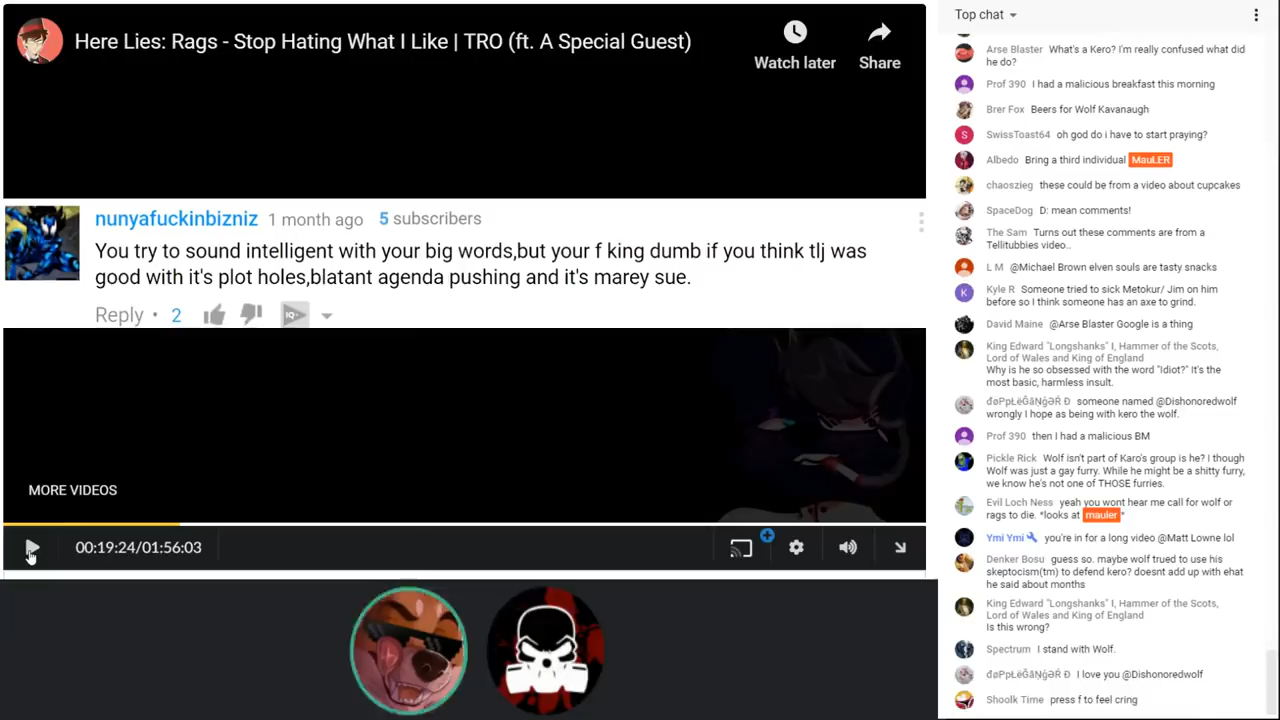 Here Lies: Rags - Stop Hating What I Like | TRO (ft. A Special Guest)
Watch later
Share
nunyafuckinbizniz 1 month ago 5 subscribers
You try to sound intelligent with your big words,but your f king dumb if you think tlj was
good with it's plot holes,blatant agenda pushing and it's marey sue.
Reply • 2
MORE VIDEOS
00:19:24/01:56:03
Top chat
Arse Blaster What's a Kero? I'm really confused what did
he do?
Prof 390 I had a malicious breakfast this morning
Brer Fox Beers for Wolf Kavanaugh
S
SwissToast64 oh god do i have to start praying?
Albedo Bring a third individual MauLER
chaoszieg these could be from a video about cupcakes
SpaceDog D: mean comments!
The Sam Turns out these comments are from a
Tellitubbies video..
L M @Michael Brown elven souls are tasty snacks
K
Kyle R Someone tried to sick Metokur/ Jim on him
before so I think someone has an axe to grind.
David Maine @Arse Blaster Google is a thing
King Edward "Longshanks" I, Hammer of the Scots,
Lord of Wales and King of England
Why is he so obsessed with the word "Idiot?" It's the
most basic, harmless insult.
someone named @Dishonoredwolf
wrongly I hope as being with kero the wolf.
Prof 390 then I had a malicious BM
Pickle Rick Wolf isn't part of Karo's group is he? I though
Wolf was just a gay furry. While he might be a shitty furry,
we know he's not one of THOSE furries.
Evil Loch Ness yeah you wont hear me call for wolf or
rags to die. *looks at mauler *
Ymi Ymi you're in for a long video @Matt Lowne lol
Denker Bosu guess so. maybe wolf trued to use his
skeptocism(tm) to defend kero? doesnt add up with ehat
he said about months
King Edward "Longshanks" I, Hammer of the Scots,
Lord of Wales and King of England
Is this wrong?
Spectrum I stand with Wolf.
I love you @Dishonoredwolf
Shoolk Time press f to feel cring